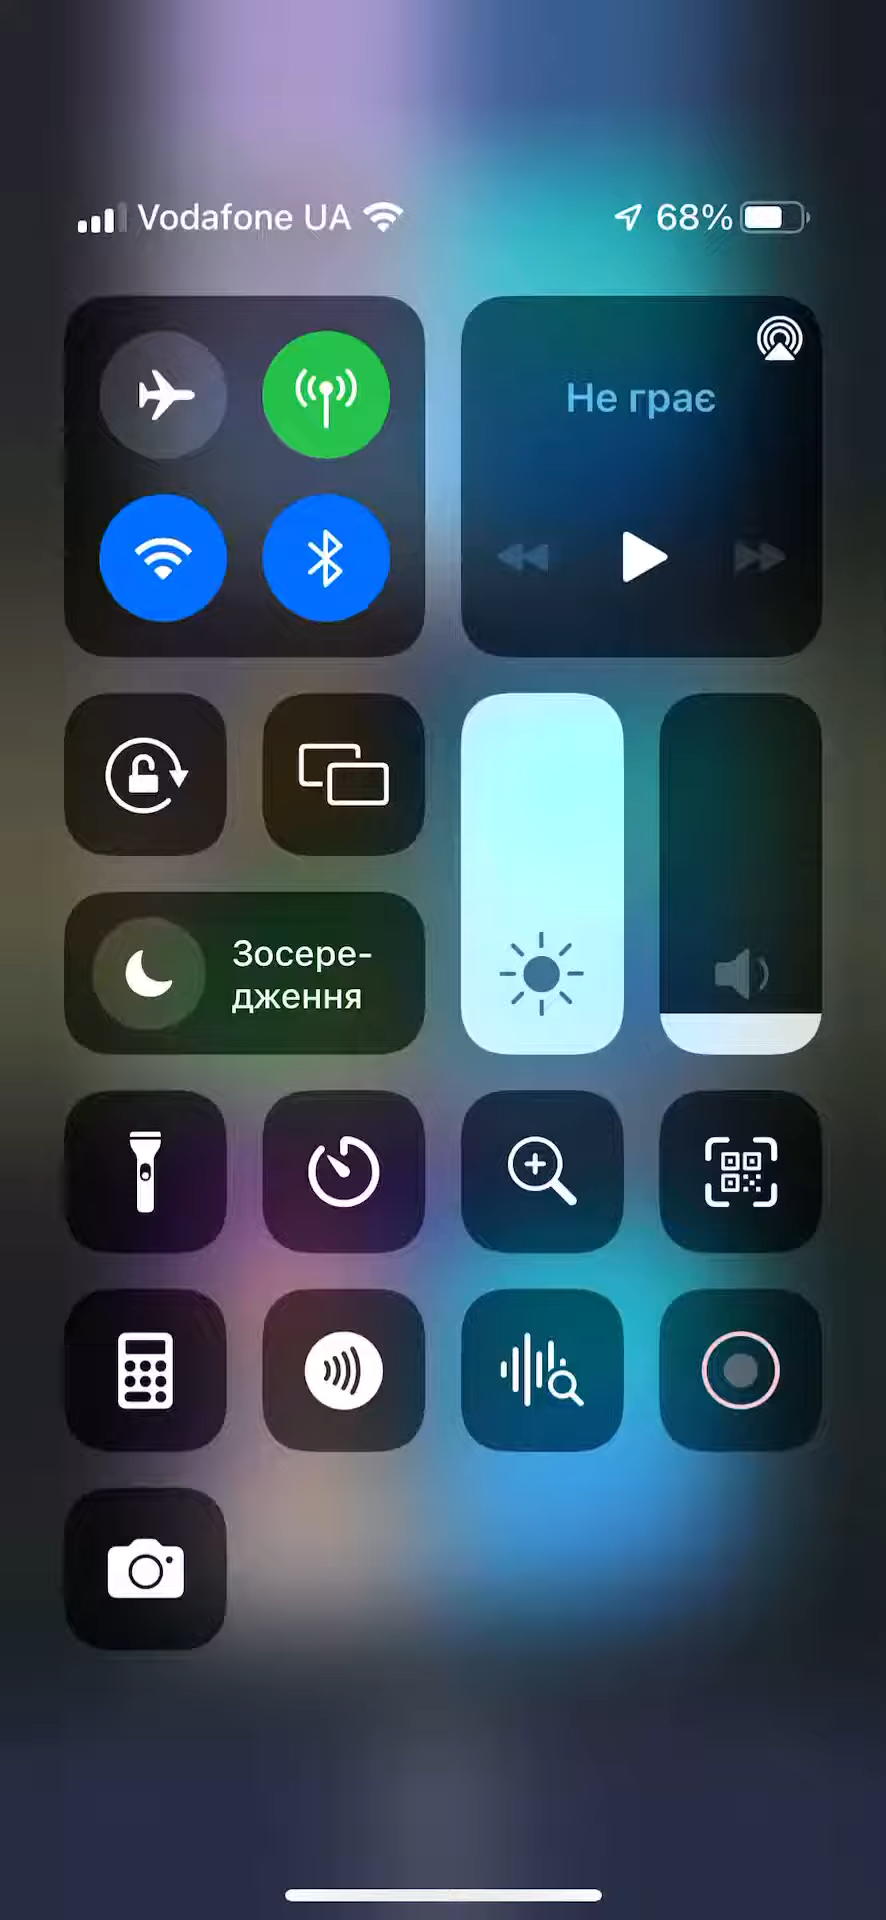 Vodafone UA 68%
Не грає
Зосере-
дження